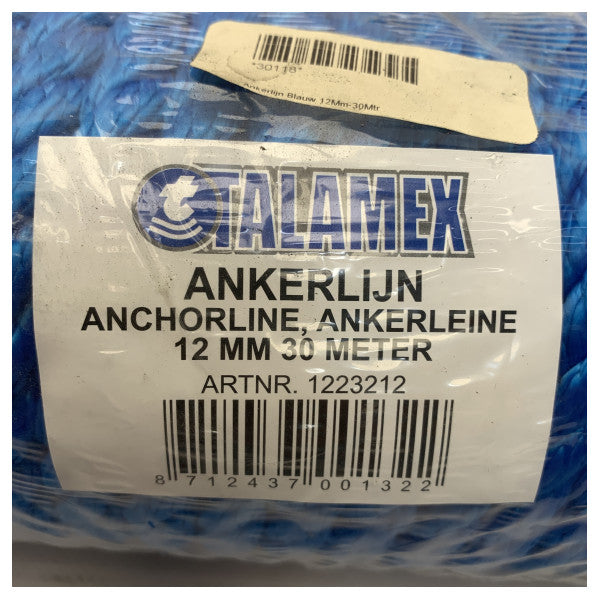 *30118*
Ankerlijn Blauw 12Mm-30Mtr
TALAMEX
ANKERLIJN
ANCHORLINE, ANKERLEINE
12 MM 30 METER
ARTNR. 1223212
8 712437 001322